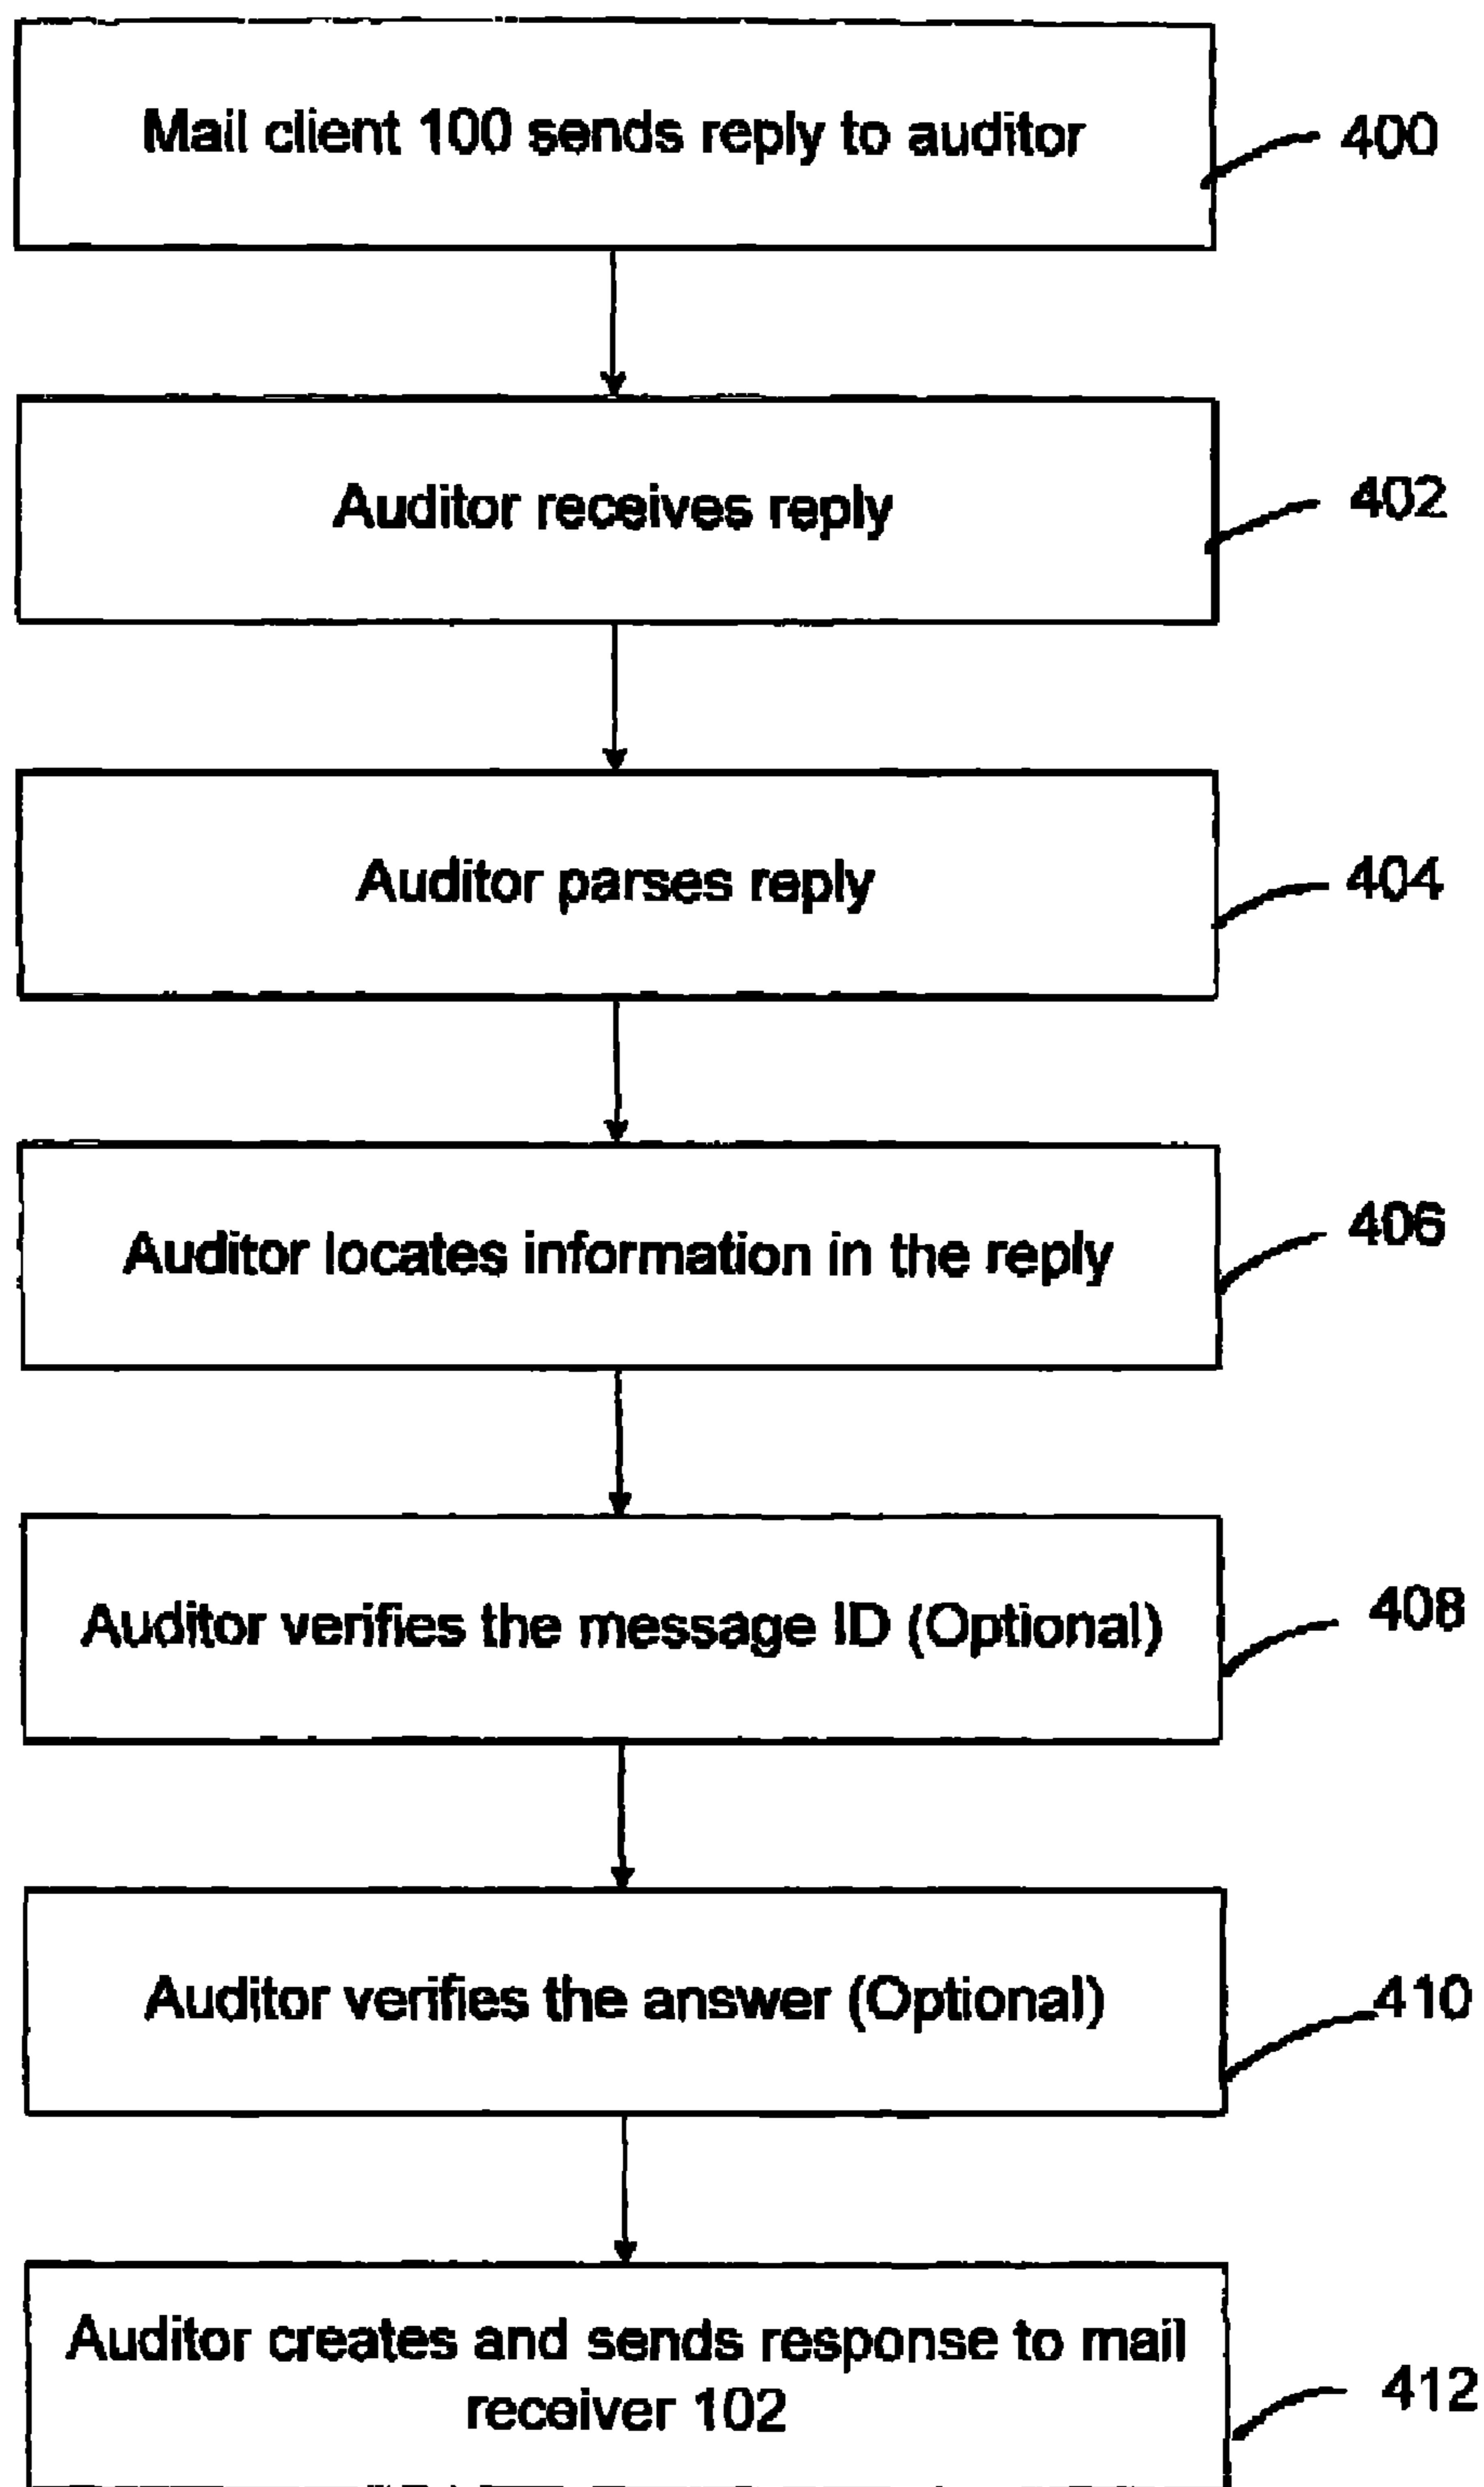 Mail client 100 sends reply to auditor
400
Auditor receives reply
402
Auditor parses reply
404
Auditor locates information in the reply
406
Auditor verifies the message ID (Optional)
408
Auditor verifies the answer (Optional)
410
Auditor creates and sends response to mail
receiver 102
412